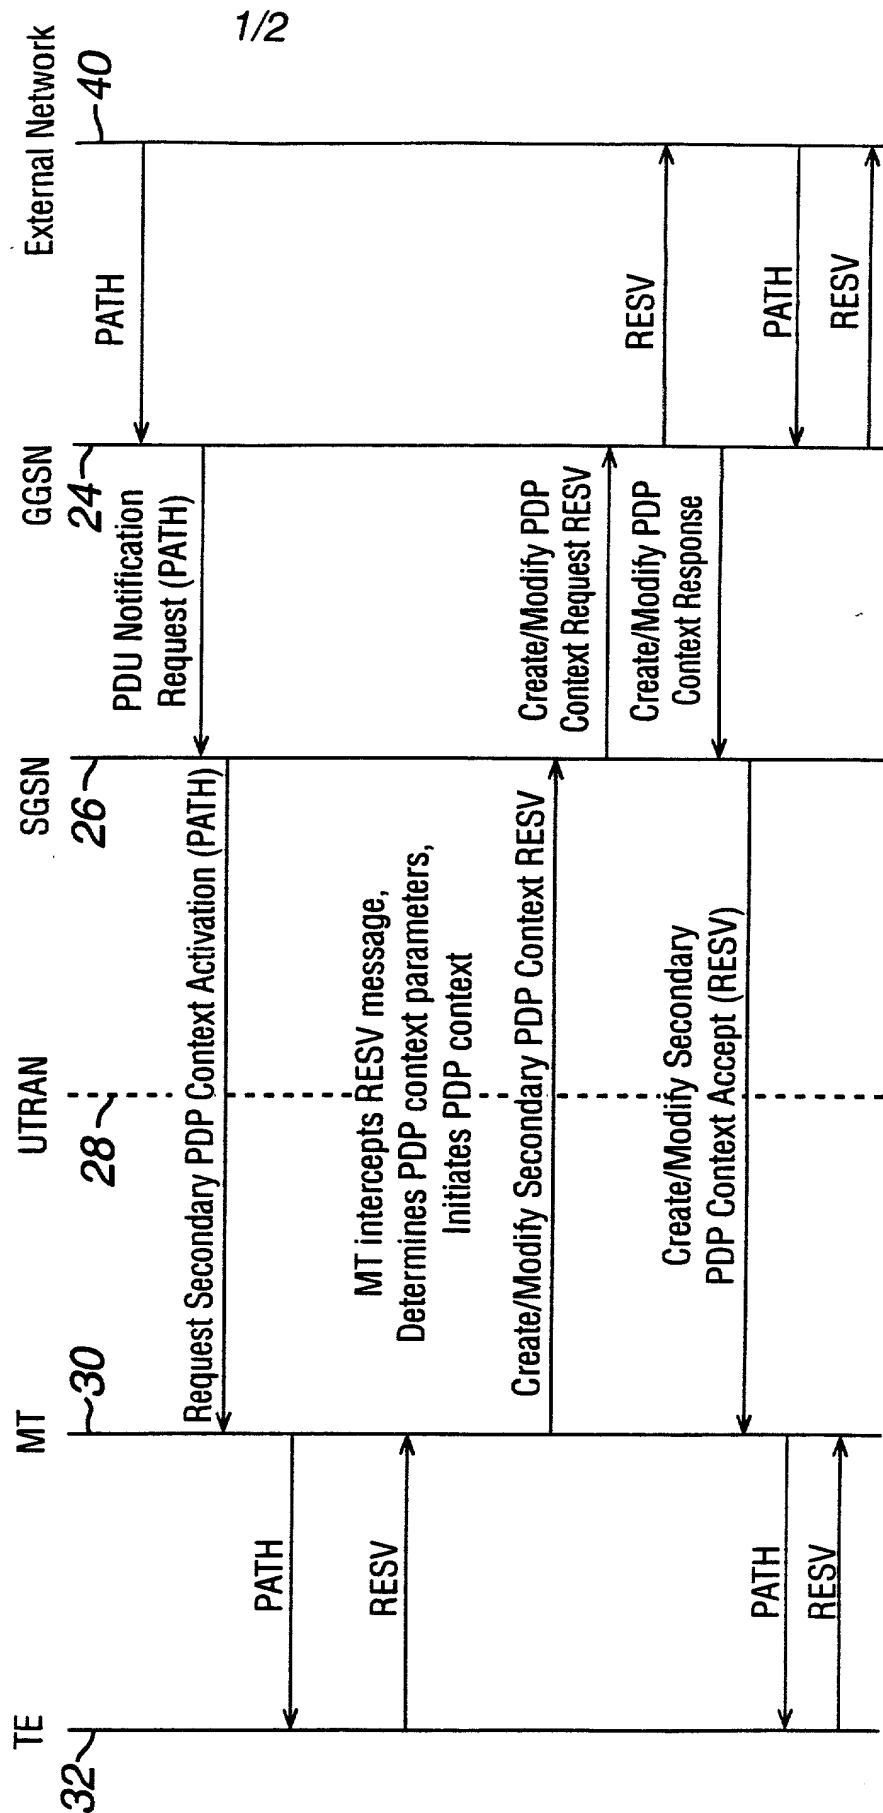 1/2
TE
MT
UTRAN
SGSN
GGSN
External Network
32
30
28
26
24
40
PATH
PDU Notification
Request (PATH)
Request Secondary PDP Context Activation (PATH)
PATH
RESV
MT intercepts RESV message,
Determines PDP context parameters,
Initiates PDP context
Create/Modify Secondary PDP Context RESV
Create/Modify PDP
Context Request RESV
RESV
Create/Modify PDP
Context Response
Create/Modify Secondary
PDP Context Accept (RESV)
PATH
PATH
RESV
RESV